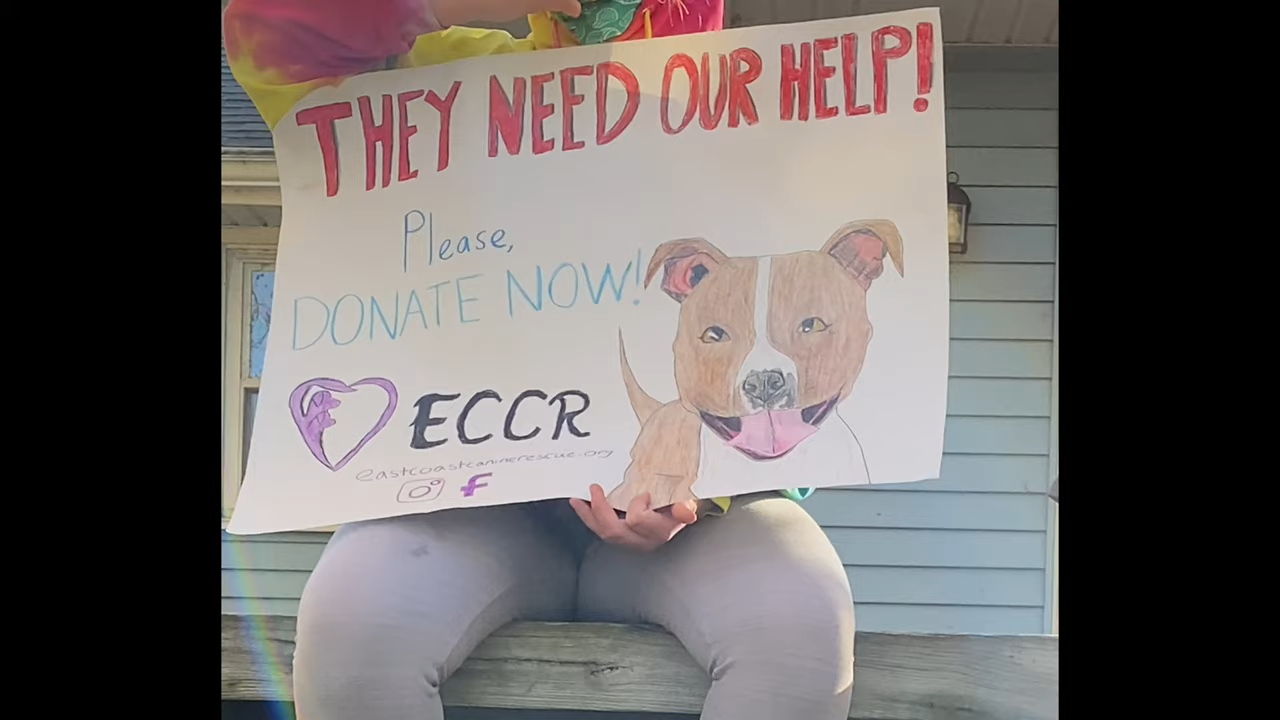 THEY NEED OUR HELP!
Please,
DONATE NOW!
ECCR
eastcoastcaninerescue.org